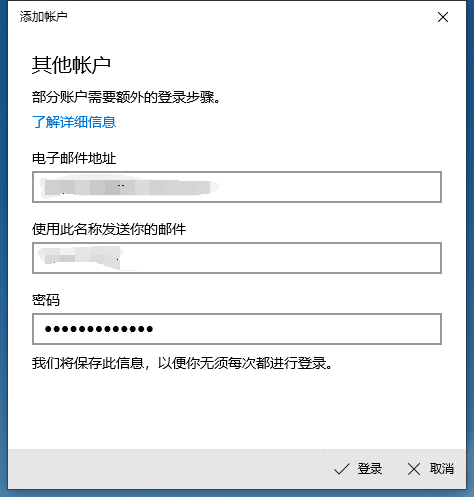 添加帐户
其他帐户
部分账户需要额外的登录步骤。
了解详细信息
电子邮件地址
使用此名称发送你的邮件
密码
●●●●●●●●●●●●●
我们将保存此信息，以便你无须每次都进行登录。
登录 取消